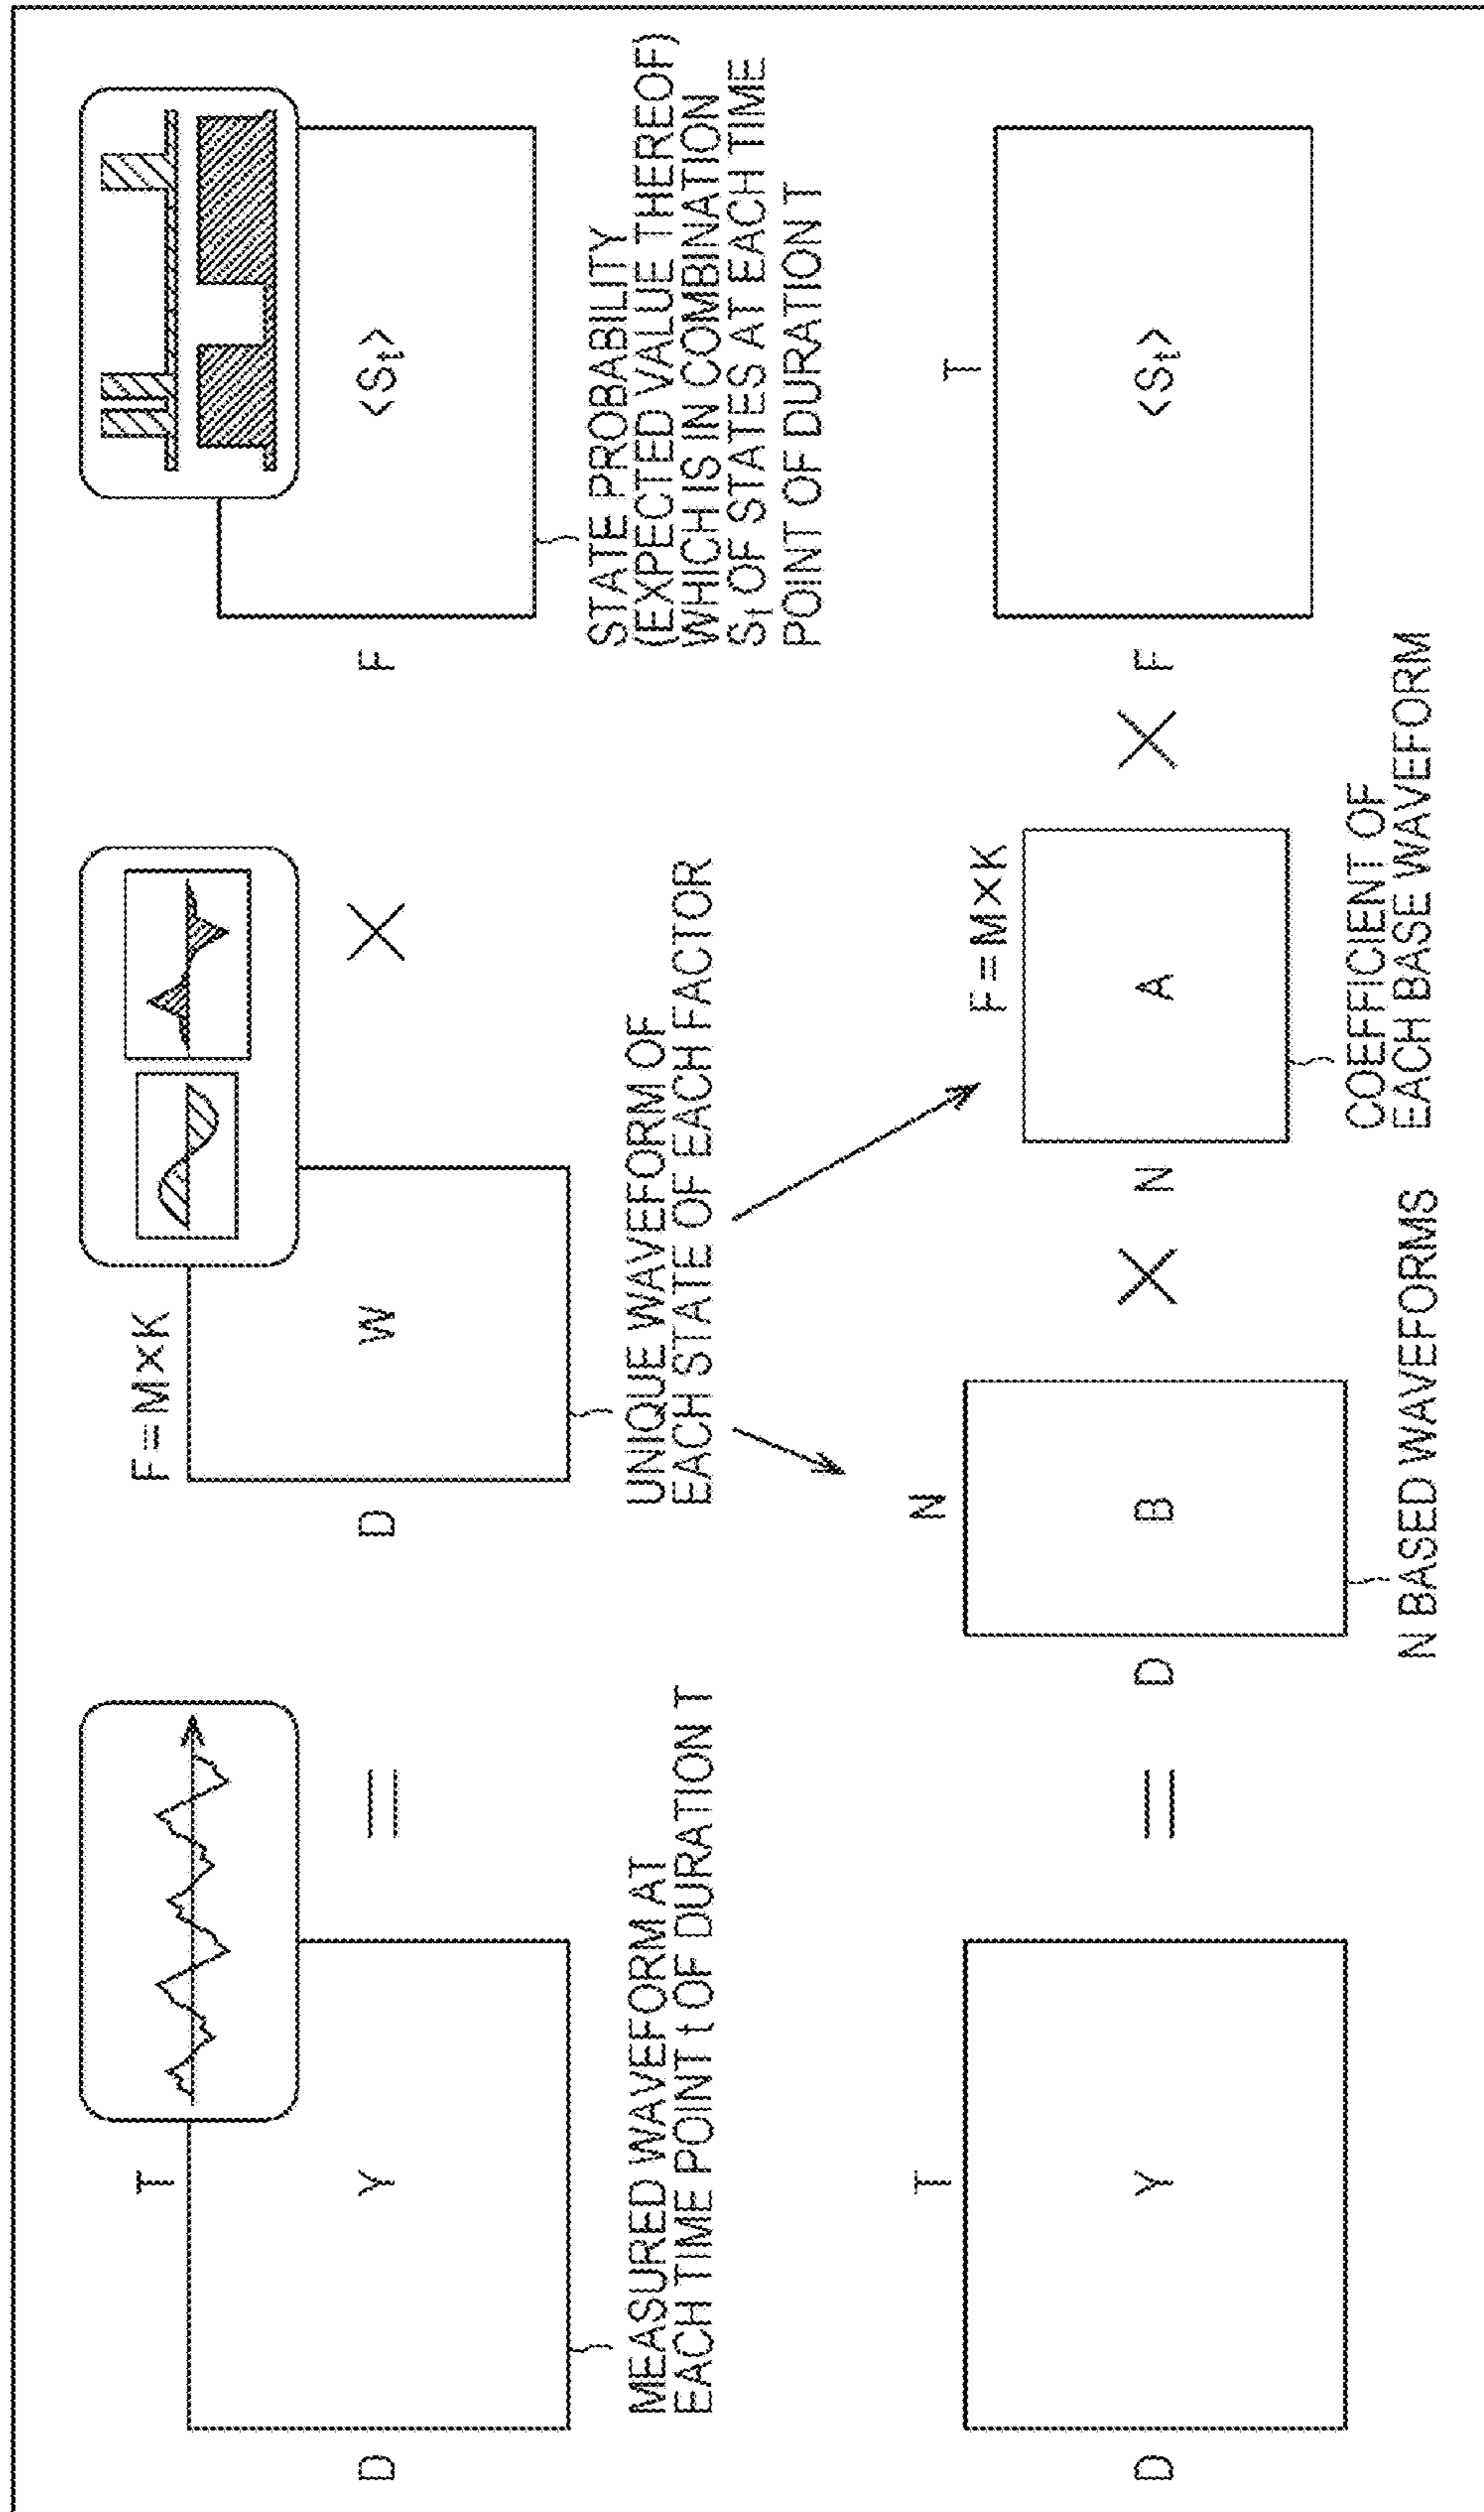 T
D
Y
MEASURED WAVEFORM AT
EACH TIME POINT t OF DURATION T
=
F=M×K
D
W
UNIQUE WAVEFORM OF
EACH STATE OF EACH FACTOR
×
F
<St>
STATE PROBABILITY
(EXPECTED VALUE THEREOF)
WHICH IS IN COMBINATION
St OF STATES AT EACH TIME
POINT OF DURATION T
T
D
Y
=
N
D
B
N BASED WAVEFORMS
×
F=M×K
N
A
COEFFICIENT OF
EACH BASE WAVEFORM
×
T
F
<St>